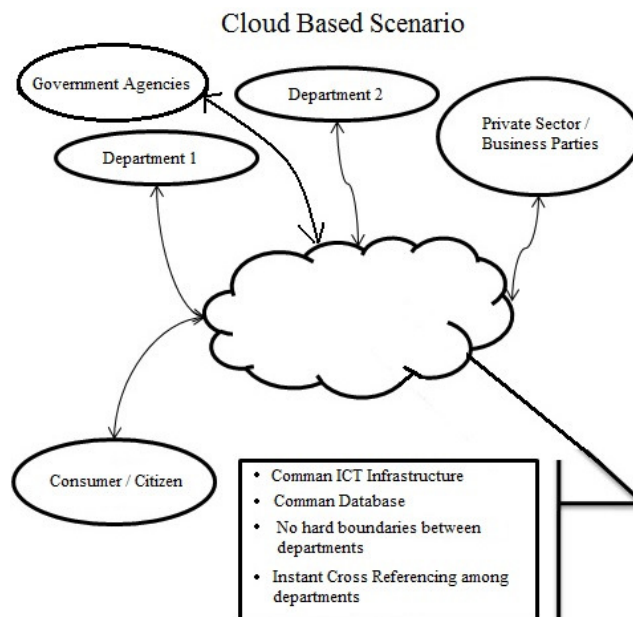 Cloud Based Scenario
Government Agencies
Department 2
Private Sector /
Business Parties
Department 1
Consumer / Citizen
• Comman ICT Infrastructure
• Comman Database
• No hard boundaries between
departments
• Instant Cross Referencing among
departments